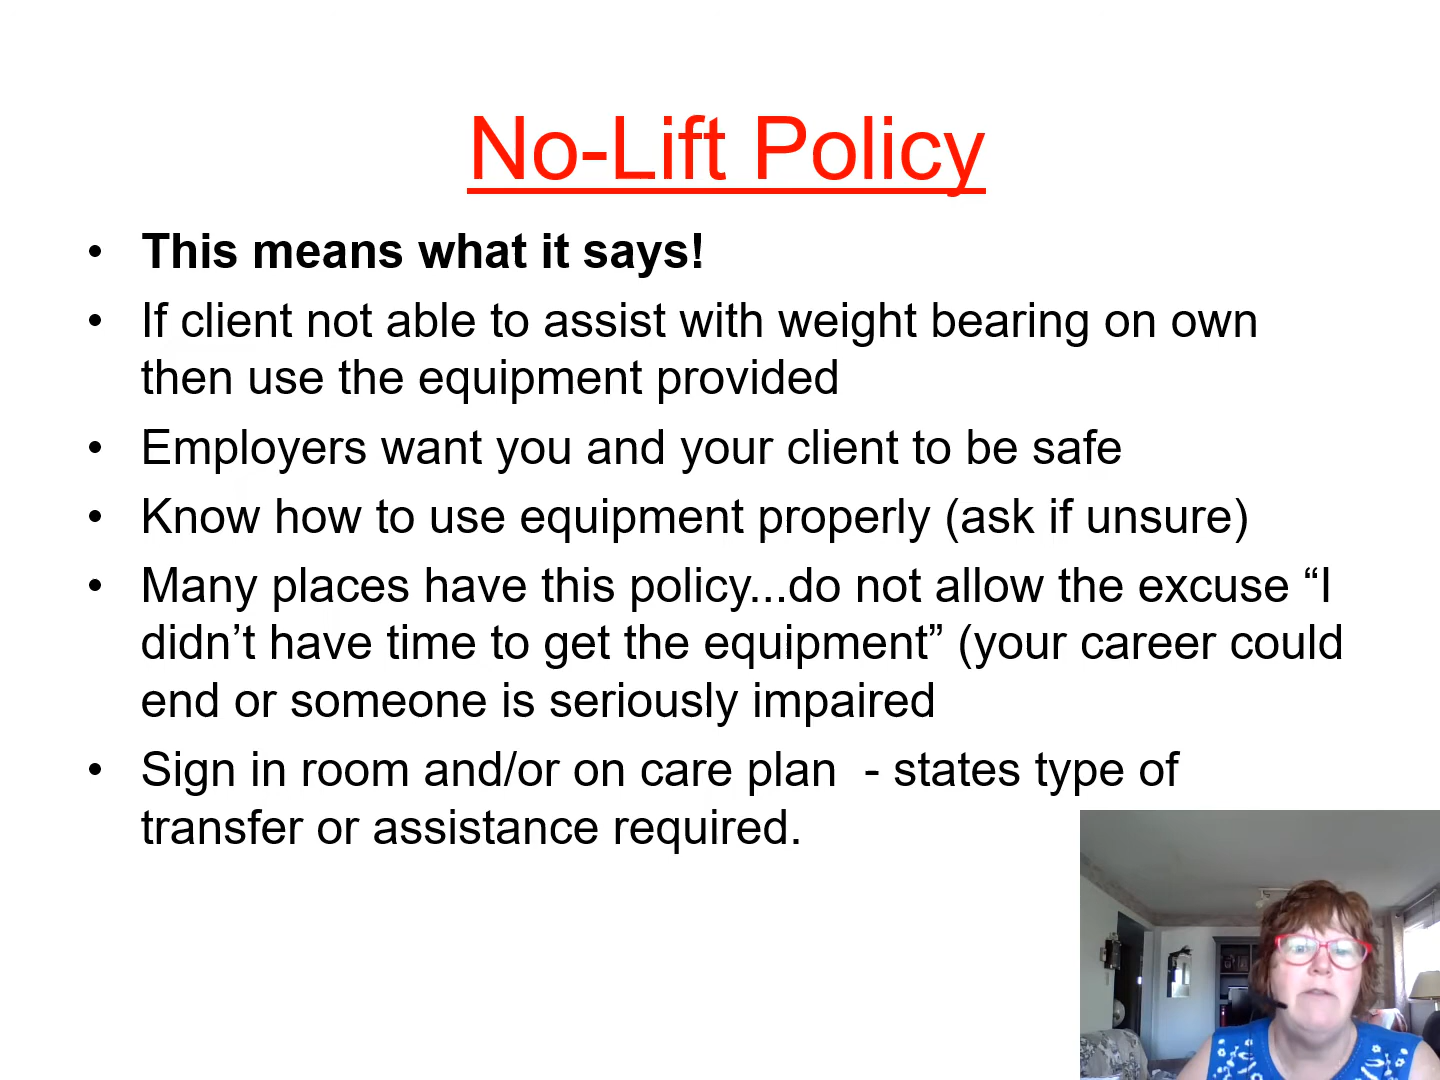 No-Lift Policy
• This means what it says!
• If client not able to assist with weight bearing on own
then use the equipment provided
• Employers want you and your client to be safe
• Know how to use equipment properly (ask if unsure)
• Many places have this policy...do not allow the excuse “I
didn’t have time to get the equipment” (your career could
end or someone is seriously impaired
• Sign in room and/or on care plan  - states type of
transfer or assistance required.